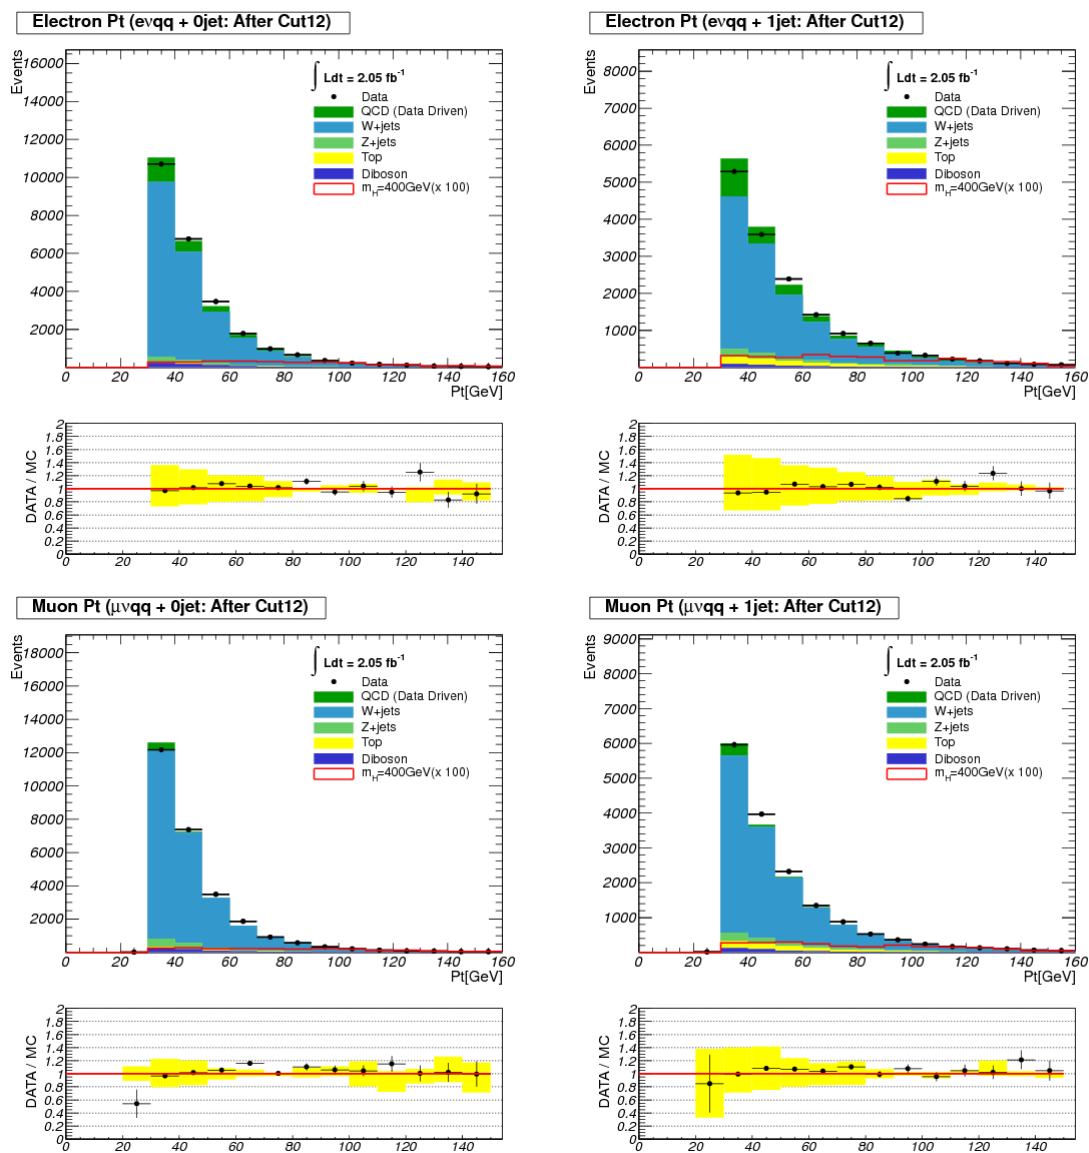 Electron Pt (eνqq + 0jet: After Cut12)
Events
16000
14000
12000
10000
8000
6000
4000
2000
0
0 20 40 60 80 100 120 140 160
Pt[GeV]
∫ Ldt = 2.05 fb⁻¹
Data
QCD (Data Driven)
W+jets
Z+jets
Top
Diboson
m_H=400GeV(x 100)
DATA / MC
2
1.8
1.6
1.4
1.2
1
0.8
0.6
0.4
0.2
0
0 20 40 60 80 100 120 140
Electron Pt (eνqq + 1jet: After Cut12)
Events
8000
7000
6000
5000
4000
3000
2000
1000
0
0 20 40 60 80 100 120 140 160
Pt[GeV]
∫ Ldt = 2.05 fb⁻¹
Data
QCD (Data Driven)
W+jets
Z+jets
Top
Diboson
m_H=400GeV(x 100)
DATA / MC
2
1.8
1.6
1.4
1.2
1
0.8
0.6
0.4
0.2
0
0 20 40 60 80 100 120 140
Muon Pt (μνqq + 0jet: After Cut12)
Events
18000
16000
14000
12000
10000
8000
6000
4000
2000
0
0 20 40 60 80 100 120 140 160
Pt[GeV]
∫ Ldt = 2.05 fb⁻¹
Data
QCD (Data Driven)
W+jets
Z+jets
Top
Diboson
m_H=400GeV(x 100)
DATA / MC
2
1.8
1.6
1.4
1.2
1
0.8
0.6
0.4
0.2
0
0 20 40 60 80 100 120 140
Muon Pt (μνqq + 1jet: After Cut12)
Events
9000
8000
7000
6000
5000
4000
3000
2000
1000
0
0 20 40 60 80 100 120 140 160
Pt[GeV]
∫ Ldt = 2.05 fb⁻¹
Data
QCD (Data Driven)
W+jets
Z+jets
Top
Diboson
m_H=400GeV(x 100)
DATA / MC
2
1.8
1.6
1.4
1.2
1
0.8
0.6
0.4
0.2
0
0 20 40 60 80 100 120 140